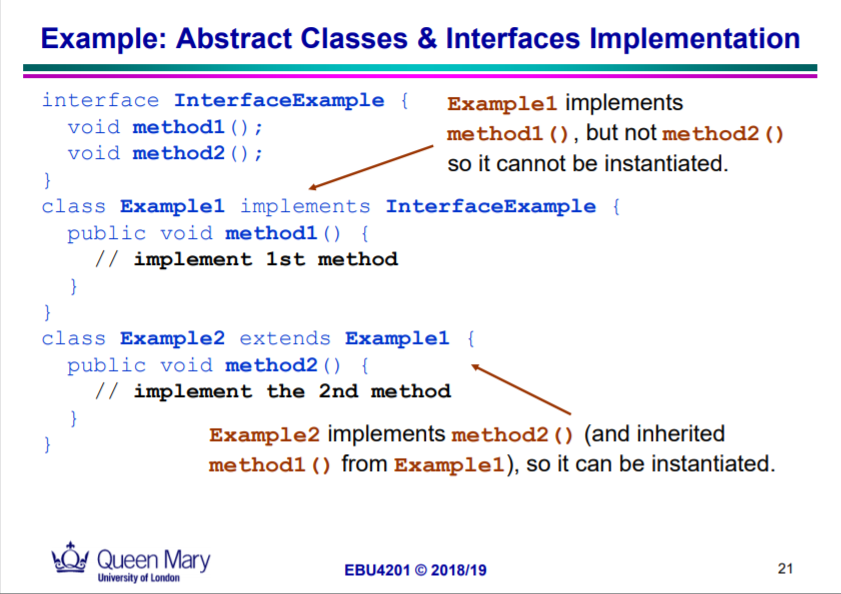 Example: Abstract Classes & Interfaces Implementation
interface InterfaceExample {
void method1();
void method2();
}
Example1 implements
method1(), but not method2()
so it cannot be instantiated.
class Example1 implements InterfaceExample {
public void method1() {
// implement 1st method
}
}
class Example2 extends Example1 {
public void method2() {
// implement the 2nd method
}
}
Example2 implements method2() (and inherited
method1() from Example1), so it can be instantiated.
Queen Mary
University of London
EBU4201 © 2018/19
21